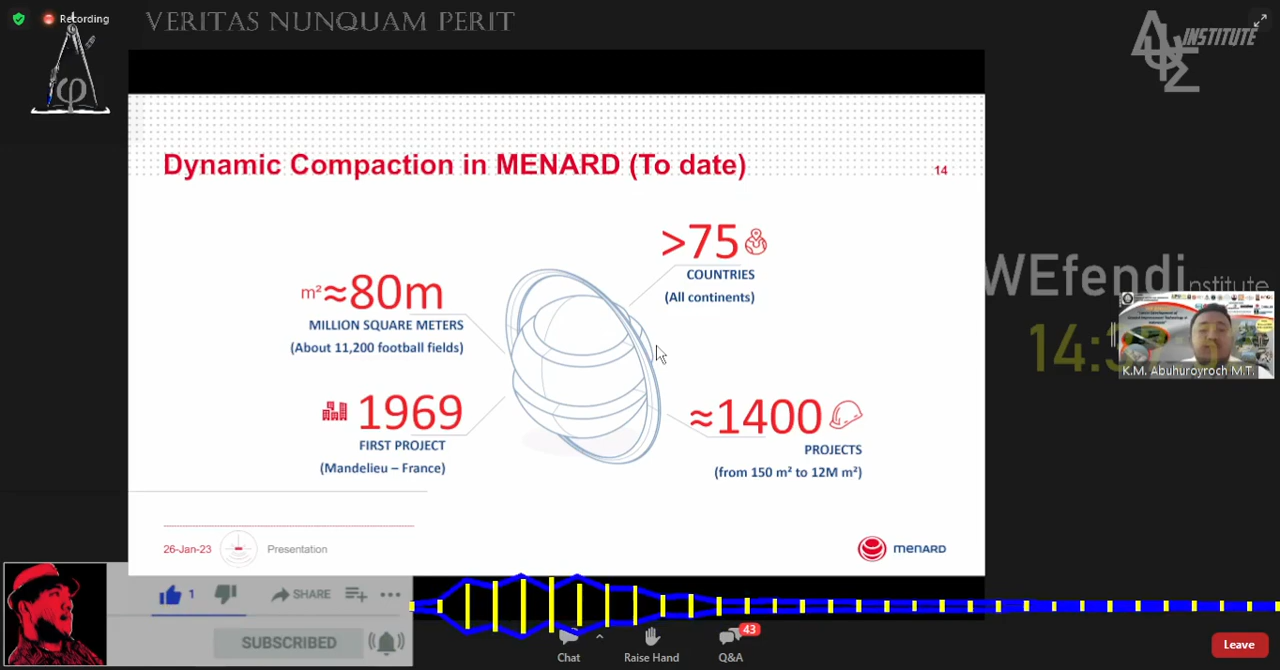 Recording
VERITAS NUNQUAM PERIT
INSTITUTE
Dynamic Compaction in MENARD (To date)
14
>75
COUNTRIES
(All continents)
m² ≈80m
MILLION SQUARE METERS
(About 11,200 football fields)
1969
FIRST PROJECT
(Mandelieu – France)
≈1400
PROJECTS
(from 150 m² to 12M m²)
WEfendi
nstitute
K.M. Abuhuroyroch M.T.
26-Jan-23
Presentation
MENARD
1
SHARE
SUBSCRIBED
Chat
Raise Hand
Q&A
43
Leave